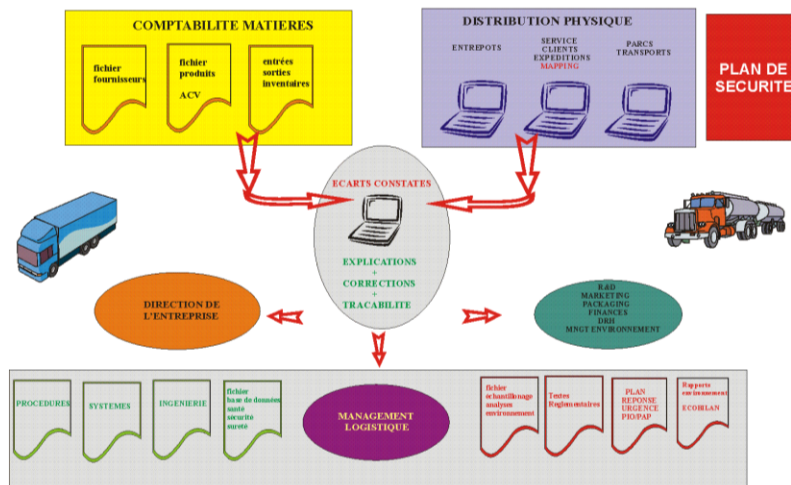 COMPTABILITE MATIERES
fichier
fournisseurs
fichier
produits
ACV
entrées
sorties
inventaires
DISTRIBUTION PHYSIQUE
ENTREPOTS
SERVICE
CLIENTS
EXPEDITIONS
MAPPING
PARCS
TRANSPORTS
PLAN DE
SECURITE
ECARTS CONSTATES
EXPLICATIONS
+
CORRECTIONS
+
TRACABILITE
DIRECTION DE
L'ENTREPRISE
R&D
MARKETING
PACKAGING
FINANCES
DRH
MNGT ENVIRONNEMENT
PROCEDURES
SYSTEMES
INGENIERIE
fichier
base de données
santé
sécurité
sureté
MANAGEMENT
LOGISTIQUE
fichier
échantillonage
analyses
environnement
Textes
Reglementaires
PLAN
REPONSE
URGENCE
PIO/PAP
Rapports
environnement
ECOBILAN